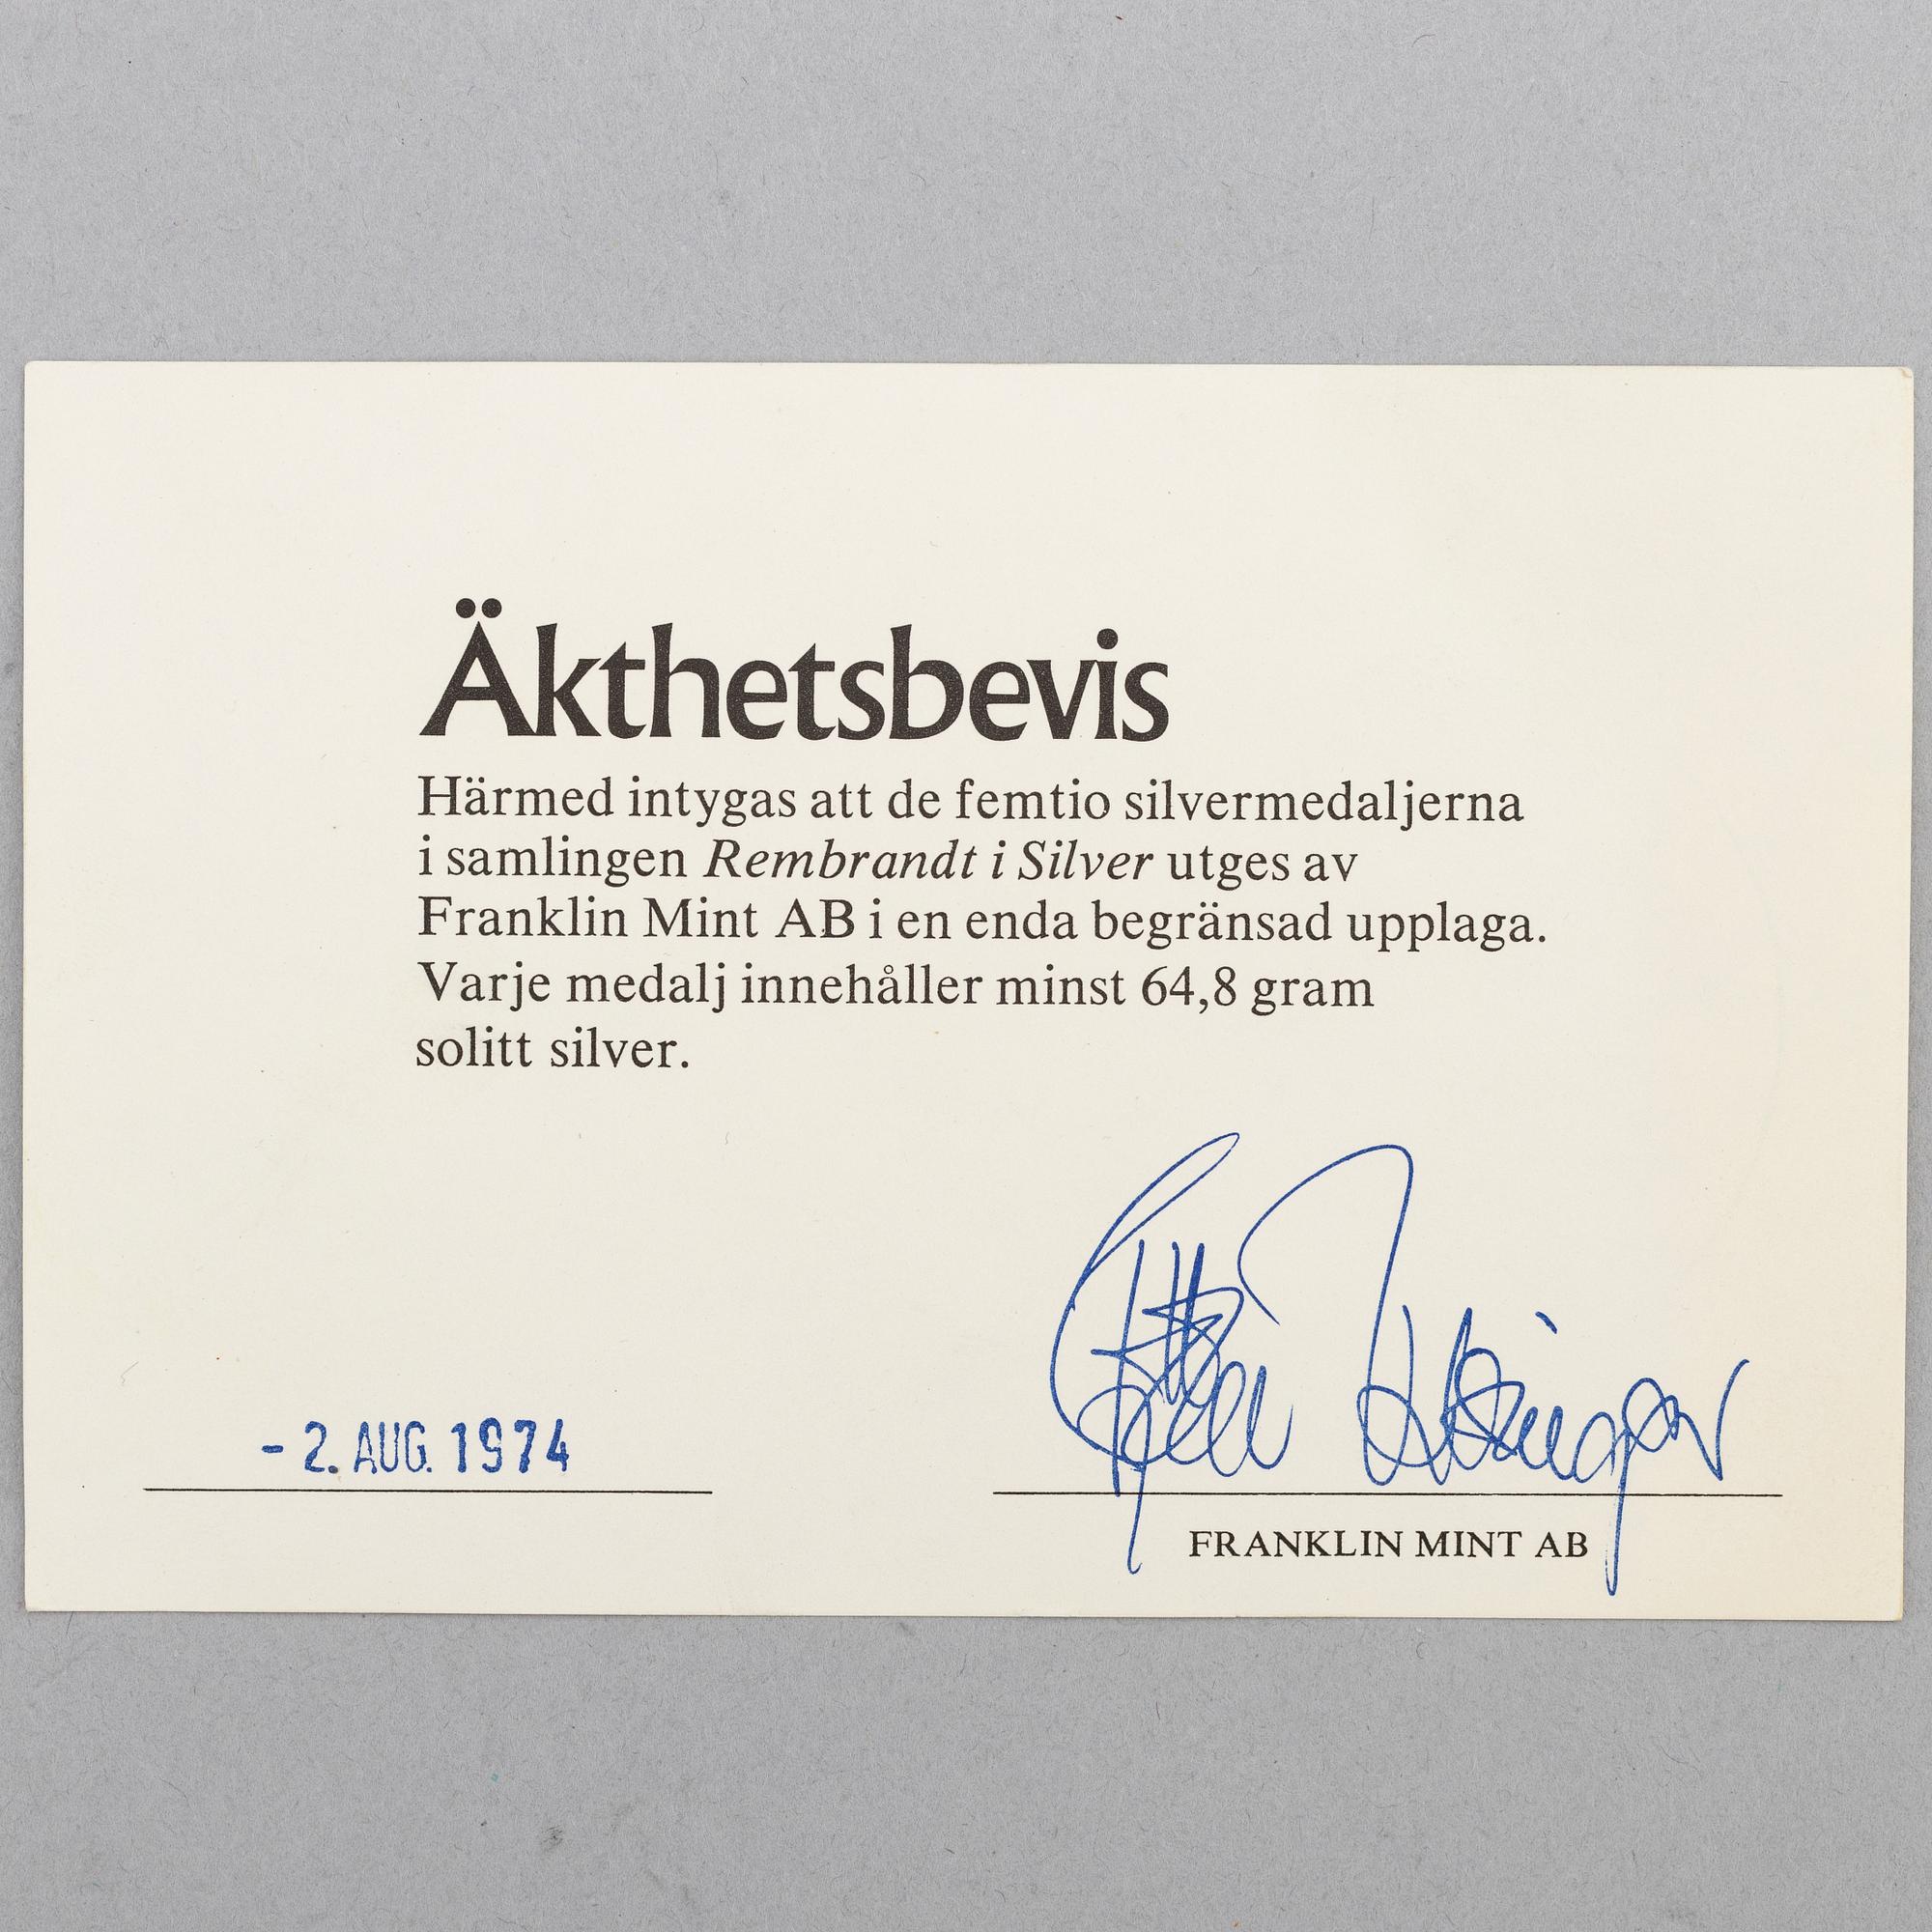 Äkthetsbevis
Härmed intygas att de femtio silvermedaljerna
i samlingen Rembrandt i Silver utges av
Franklin Mint AB i en enda begränsad upplaga.
Varje medalj innehåller minst 64,8 gram
solitt silver.
- 2. AUG. 1974
FRANKLIN MINT AB